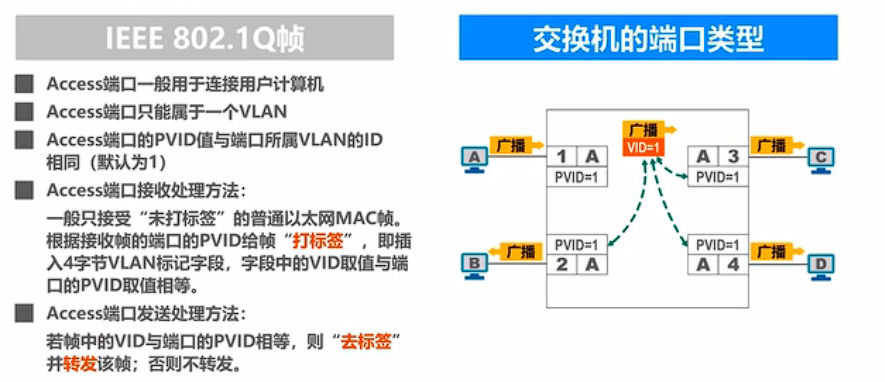 IEEE 802.1Q帧
Access端口一般用于连接用户计算机
Access端口只能属于一个VLAN
Access端口的PVID值与端口所属VLAN的ID
相同（默认为1）
Access端口接收处理方法：
一般只接受“未打标签”的普通以太网MAC帧。
根据接收帧的端口的PVID给帧“打标签”，即插
入4字节VLAN标记字段，字段中的VID取值与端
口的PVID取值相等。
Access端口发送处理方法：
若帧中的VID与端口的PVID相等，则“去标签”
并转发该帧；否则不转发。
交换机的端口类型
A
广播
1 A
PVID=1
广播
VID=1
A 3
PVID=1
广播
C
B
广播
PVID=1
2 A
PVID=1
A 4
广播
D